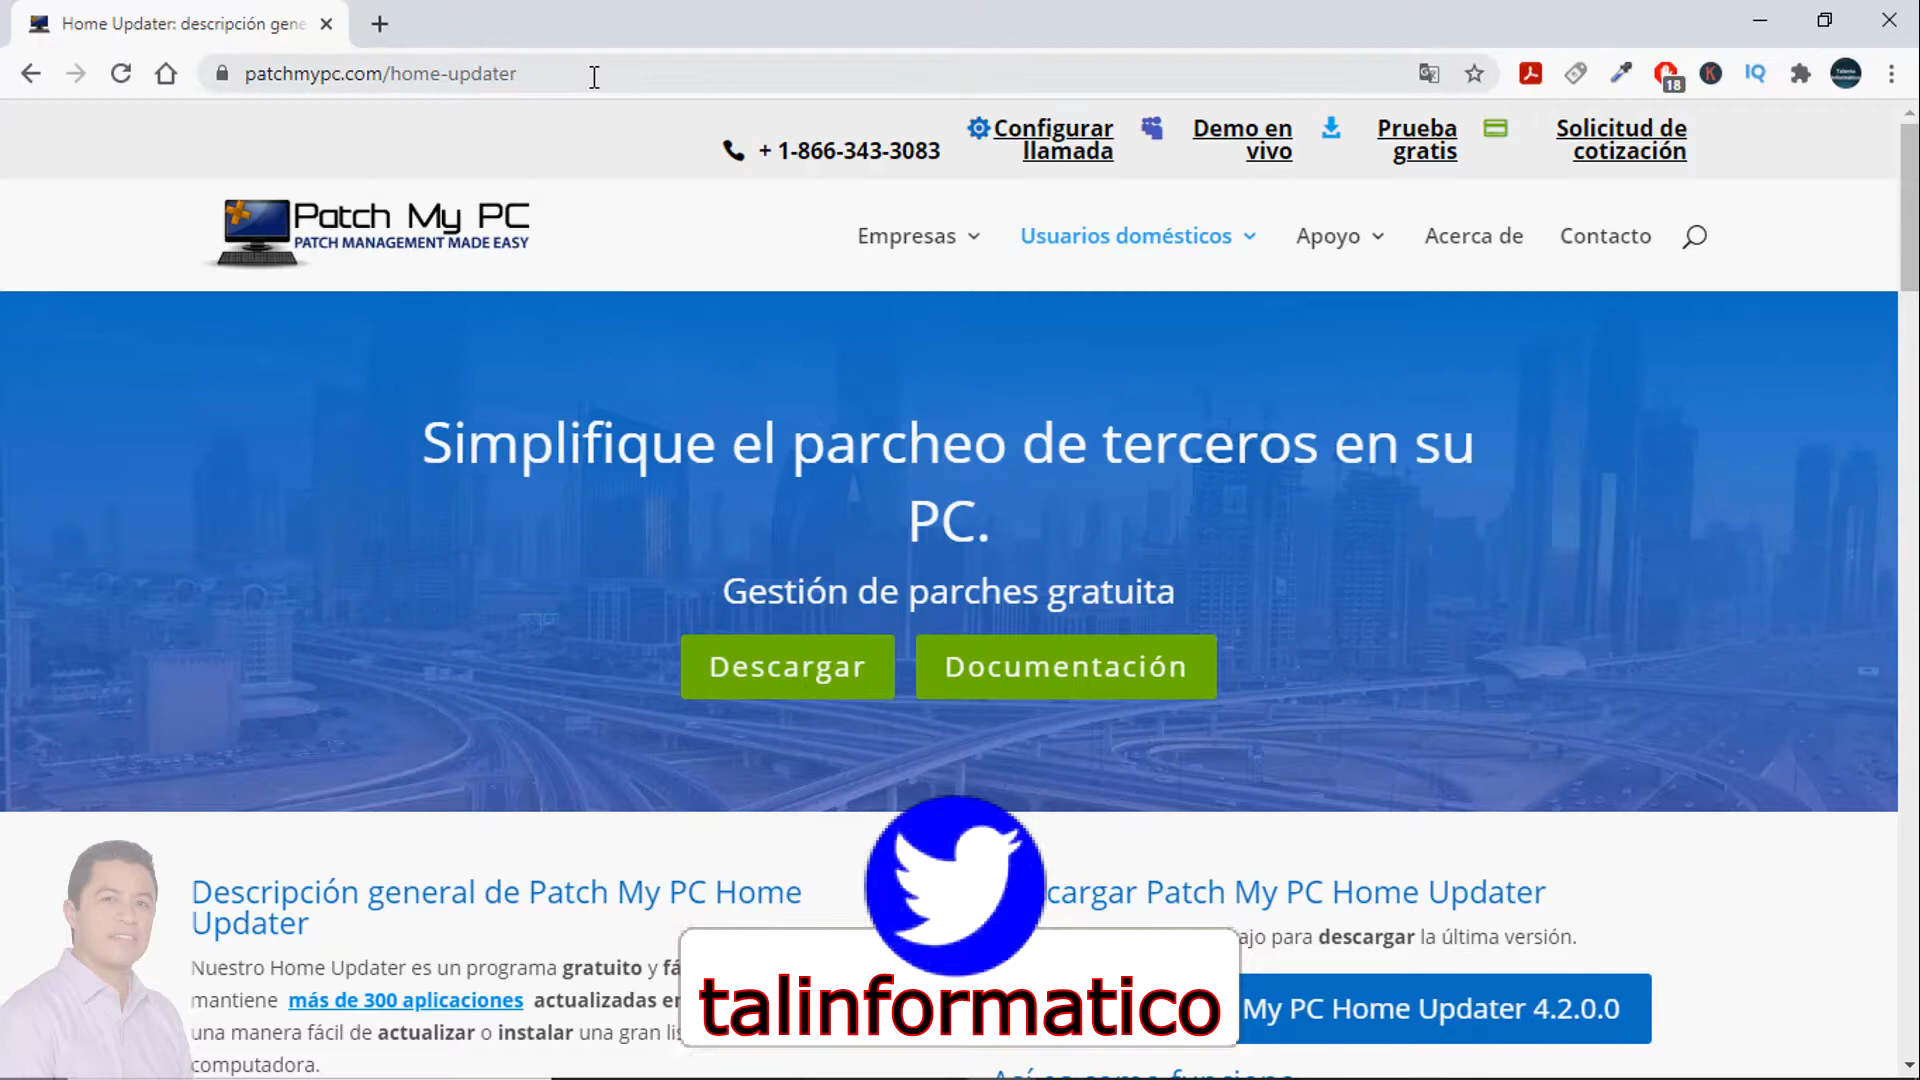 Home Updater: descripción gene
patchmypc.com/home-updater
18
K
IQ
+ 1-866-343-3083
Configurar llamada
Demo en vivo
Prueba gratis
Solicitud de cotización
Patch My PC
PATCH MANAGEMENT MADE EASY
Empresas
Usuarios domésticos
Apoyo
Acerca de
Contacto
Simplifique el parcheo de terceros en su
PC.
Gestión de parches gratuita
Descargar
Documentación
Descripción general de Patch My PC Home
Updater
Nuestro Home Updater es un programa gratuito y fá
mantiene más de 300 aplicaciones actualizadas en
una manera fácil de actualizar o instalar una gran lis
computadora.
cargar Patch My PC Home Updater
ajo para descargar la última versión.
My PC Home Updater 4.2.0.0
talinformatico